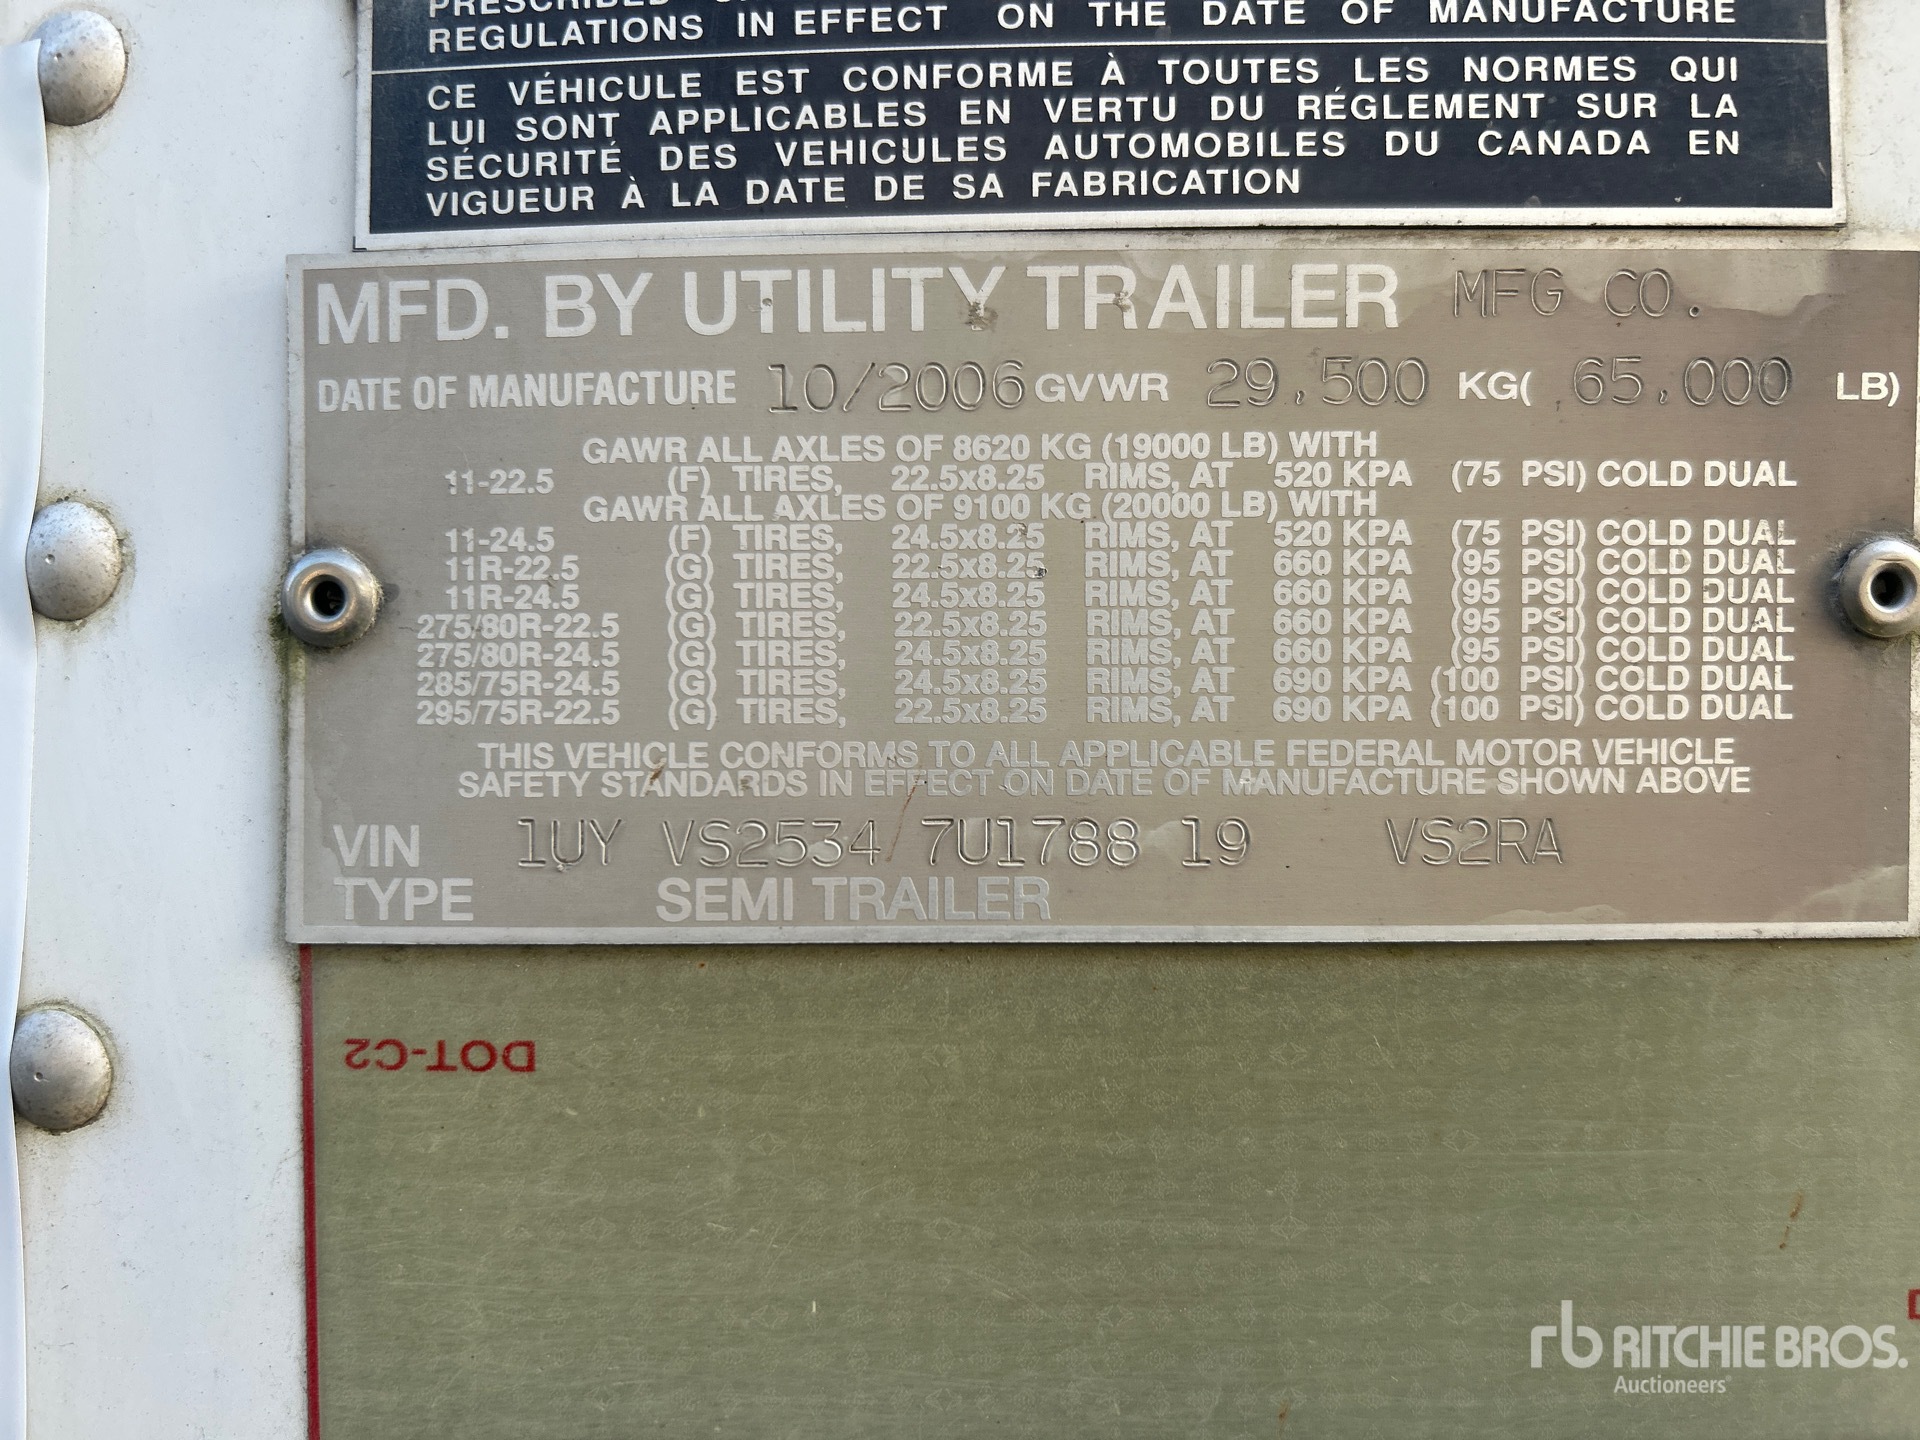 REGULATIONS IN EFFECT ON THE DATE OF MANUFACTURE
CE VÉHICULE EST CONFORME À TOUTES LES NORMES QUI
LUI SONT APPLICABLES EN VERTU DU RÉGLEMENT SUR LA
SÉCURITÉ DES VEHICULES AUTOMOBILES DU CANADA EN
VIGUEUR À LA DATE DE SA FABRICATION
MFD. BY UTILITY TRAILER MFG CO.
DATE OF MANUFACTURE 10/2006 GVWR 29,500 KG( 65,000 LB)
GAWR ALL AXLES OF 8620 KG (19000 LB) WITH
11-22.5 (F) TIRES, 22.5x8.25 RIMS, AT 520 KPA (75 PSI) COLD DUAL
GAWR ALL AXLES OF 9100 KG (20000 LB) WITH
11-24.5 (F) TIRES, 24.5x8.25 RIMS, AT 520 KPA (75 PSI) COLD DUAL
11R-22.5 (G) TIRES, 22.5x8.25 RIMS, AT 660 KPA (95 PSI) COLD DUAL
11R-24.5 (G) TIRES, 24.5x8.25 RIMS, AT 660 KPA (95 PSI) COLD DUAL
275/80R-22.5 (G) TIRES, 22.5x8.25 RIMS, AT 660 KPA (95 PSI) COLD DUAL
275/80R-24.5 (G) TIRES, 24.5x8.25 RIMS, AT 660 KPA (95 PSI) COLD DUAL
285/75R-24.5 (G) TIRES, 24.5x8.25 RIMS, AT 690 KPA (100 PSI) COLD DUAL
295/75R-22.5 (G) TIRES, 22.5x8.25 RIMS, AT 690 KPA (100 PSI) COLD DUAL
THIS VEHICLE CONFORMS TO ALL APPLICABLE FEDERAL MOTOR VEHICLE
SAFETY STANDARDS IN EFFECT ON DATE OF MANUFACTURE SHOWN ABOVE
VIN 1UY VS2534 7U1788 19 VS2RA
TYPE SEMI TRAILER
DOT-C2
rb RITCHIE BROS.
Auctioneers